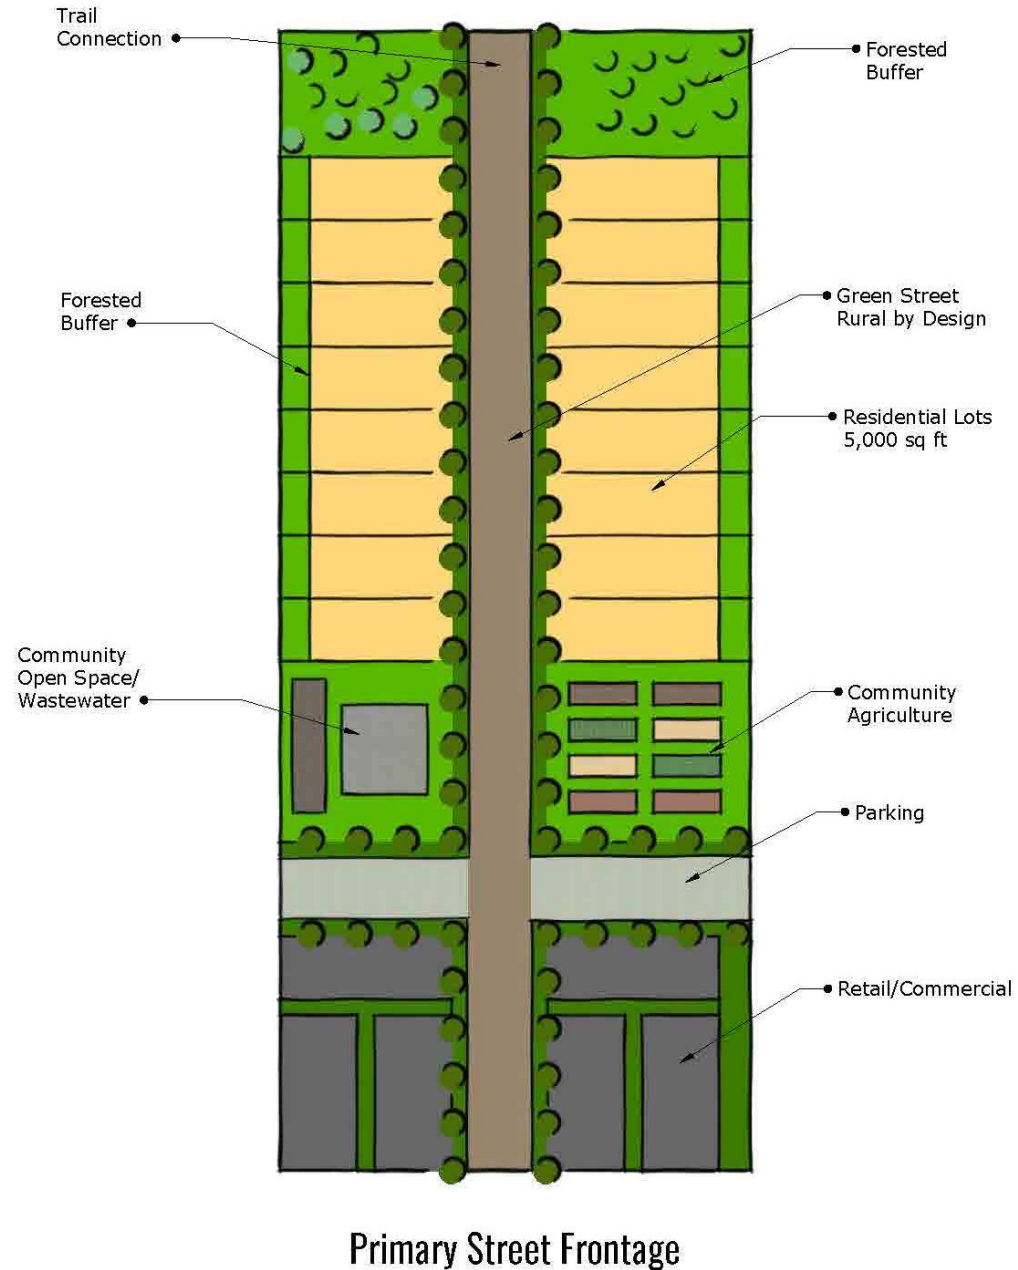 Trail
Connection
Forested
Buffer
Forested
Buffer
Green Street
Rural by Design
Residential Lots
5,000 sq ft
Community
Open Space/
Wastewater
Community
Agriculture
Parking
Retail/Commercial
Primary Street Frontage